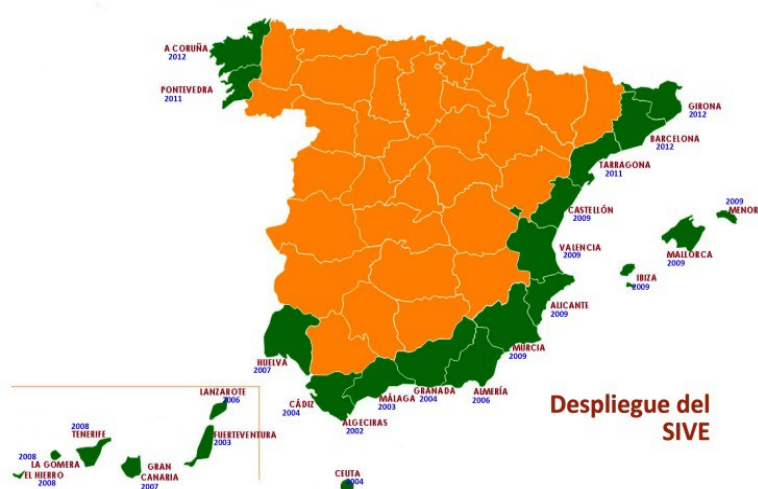 A CORUÑA
2012
PONTEVEDRA
2011
GIRONA
2012
BARCELONA
2012
TARRAGONA
2011
CASTELLÓN
2009
2009
MENOR
MALLORCA
2009
VALENCIA
2009
IBIZA
2009
ALICANTE
2009
MURCIA
2009
HUELVA
2007
CÁDIZ
2004
ALGECIRAS
2002
MÁLAGA
2003
GRANADA
2004
ALMERÍA
2006
LANZAROTE
2006
FUERTEVENTURA
2003
2008
TENERIFE
2008
LA GOMERA
EL HIERRO
2008
GRAN
CANARIA
2007
CEUTA
2004
Despliegue del
SIVE